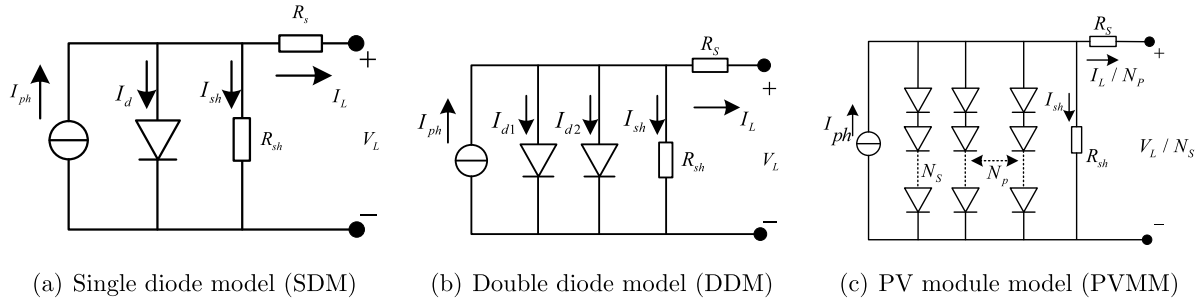 R_s
I_ph
I_d
I_sh
+
I_L
R_sh
V_L
−
(a) Single diode model (SDM)
R_S
+
I_ph
I_d1
I_d2
I_sh
I_L
R_sh
V_L
−
(b) Double diode model (DDM)
R_S
+
I_L / N_P
I_sh
I_ph
V_L / N_S
R_sh
N_S
N_p
−
(c) PV module model (PVMM)